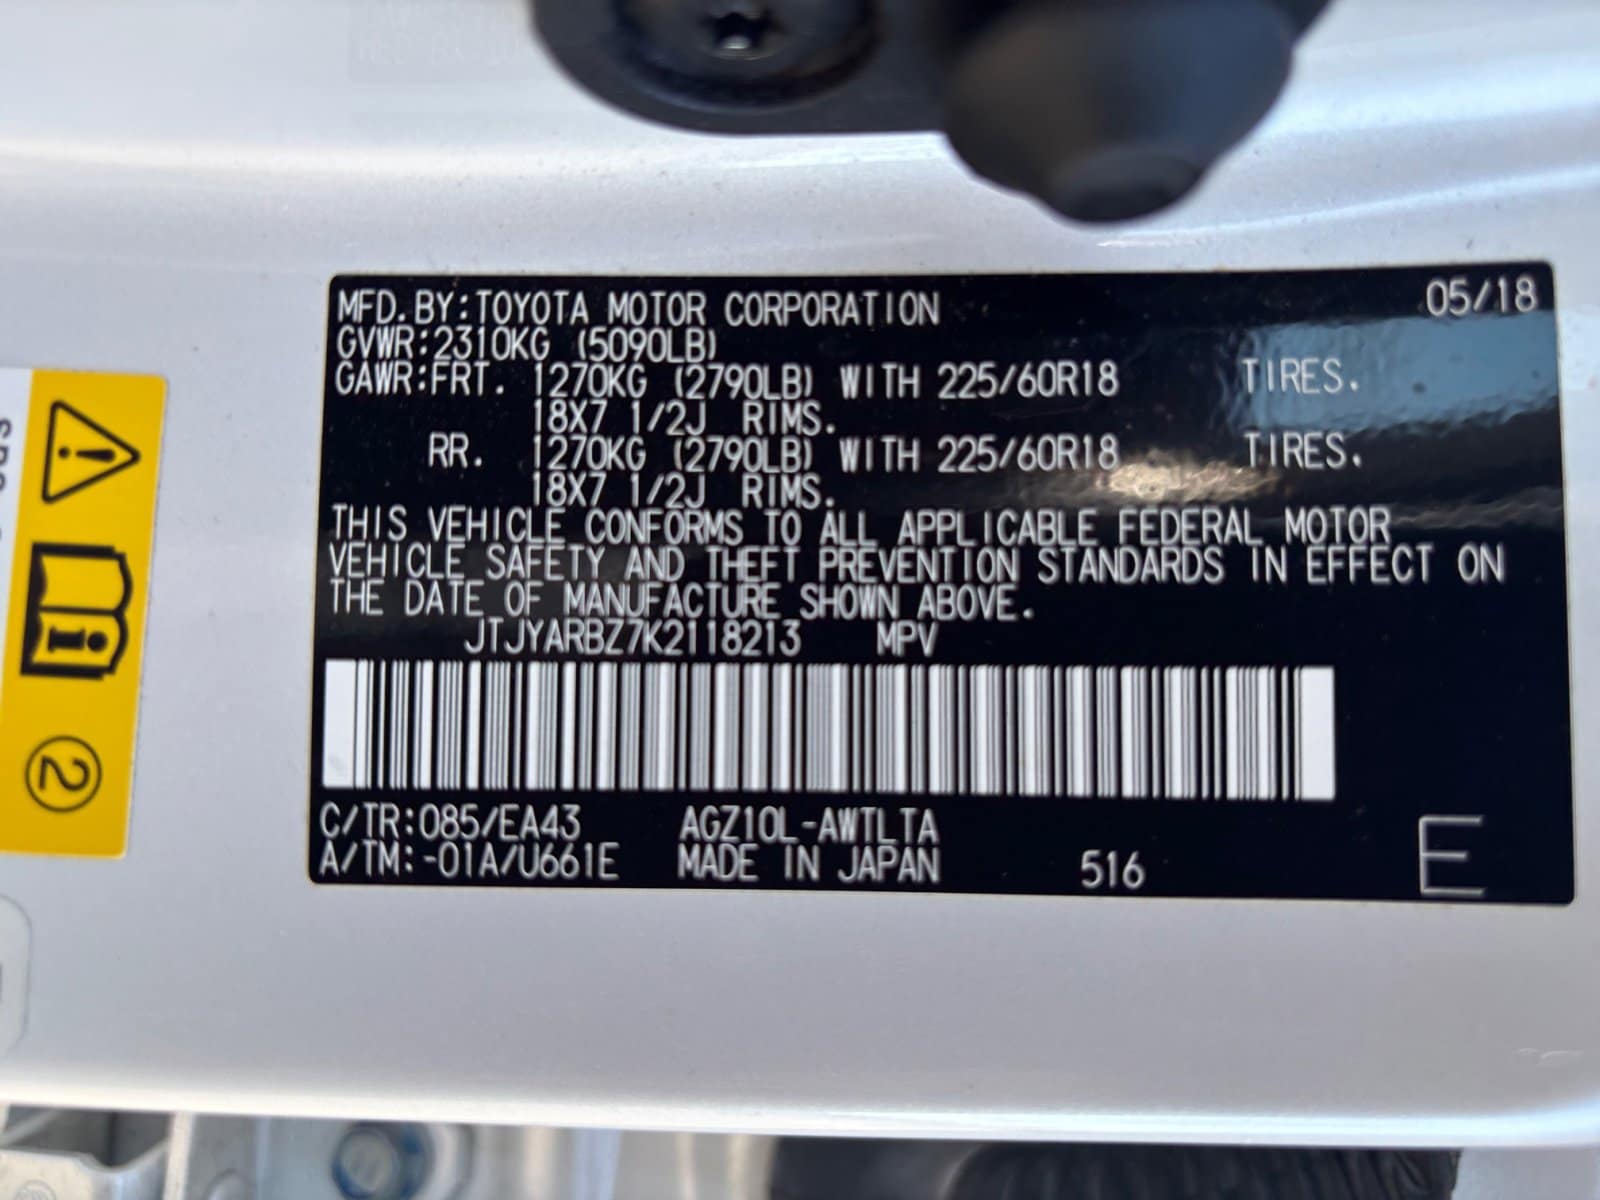 MFD.BY:TOYOTA MOTOR CORPORATION 05/18
GVWR:2310KG (5090LB)
GAWR:FRT. 1270KG (2790LB) WITH 225/60R18 TIRES.
18X7 1/2J RIMS.
RR. 1270KG (2790LB) WITH 225/60R18 TIRES.
18X7 1/2J RIMS.
THIS VEHICLE CONFORMS TO ALL APPLICABLE FEDERAL MOTOR
VEHICLE SAFETY AND THEFT PREVENTION STANDARDS IN EFFECT ON
THE DATE OF MANUFACTURE SHOWN ABOVE.
JTJYARBZ7K2118213 MPV
C/TR:085/EA43 AGZ10L-AWTLTA
A/TM:-01A/U661E MADE IN JAPAN 516 E
2